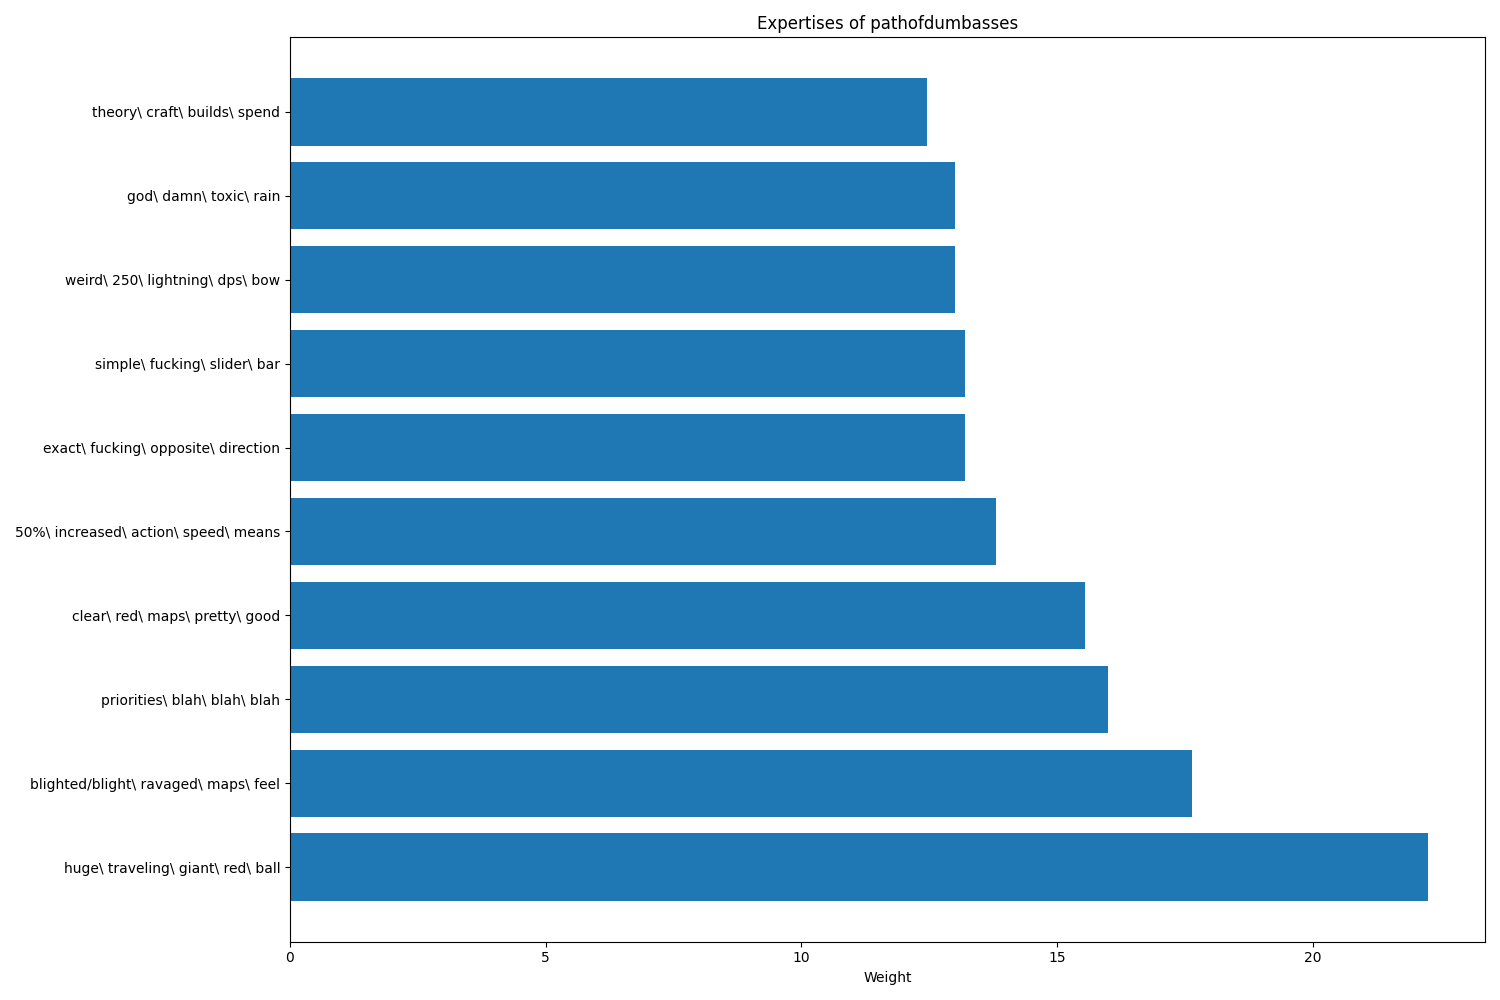 Expertises of pathofdumbasses
theory\ craft\ builds\ spend
god\ damn\ toxic\ rain
weird\ 250\ lightning\ dps\ bow
simple\ fucking\ slider\ bar
exact\ fucking\ opposite\ direction
50%\ increased\ action\ speed\ means
clear\ red\ maps\ pretty\ good
priorities\ blah\ blah\ blah
blighted/blight\ ravaged\ maps\ feel
huge\ traveling\ giant\ red\ ball
0 5 10 15 20
Weight